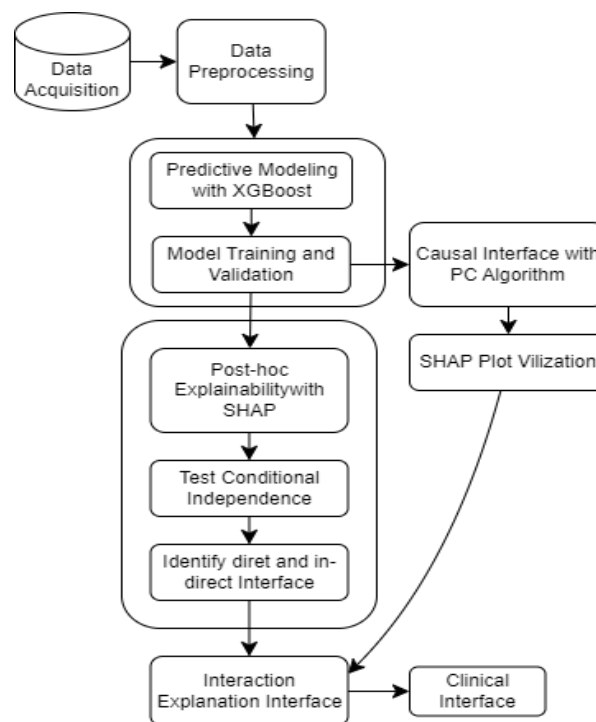 Data
Acquisition
Data
Preprocessing
Predictive Modeling
with XGBoost
Model Training and
Validation
Causal Interface with
PC Algorithm
SHAP Plot Vilization
Post-hoc
Explainabilitywith
SHAP
Test Conditional
Independence
Identify diret and in-
direct Interface
Interaction
Explanation Interface
Clinical
Interface